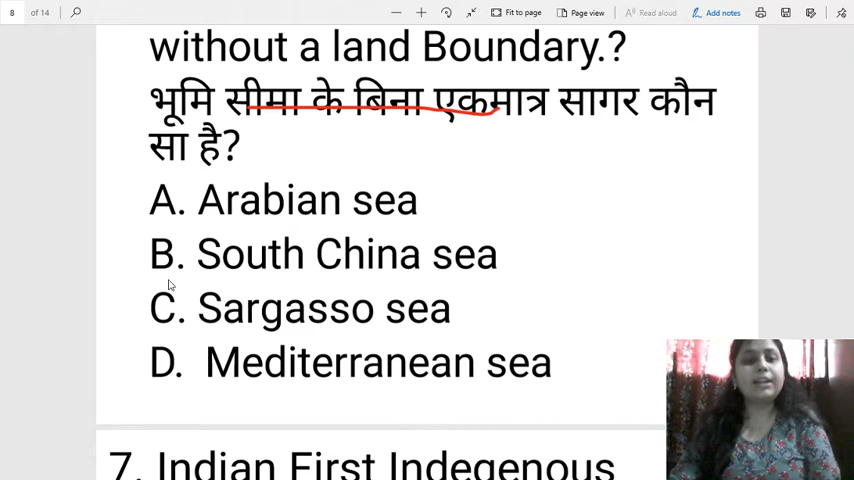 8 of 14 Fit to page Page view Read aloud Add notes
without a land Boundary.?
भूमि सीमा के बिना एकमात्र सागर कौन
सा है?
A. Arabian sea
B. South China sea
C. Sargasso sea
D. Mediterranean sea
7. Indian First Indegenous